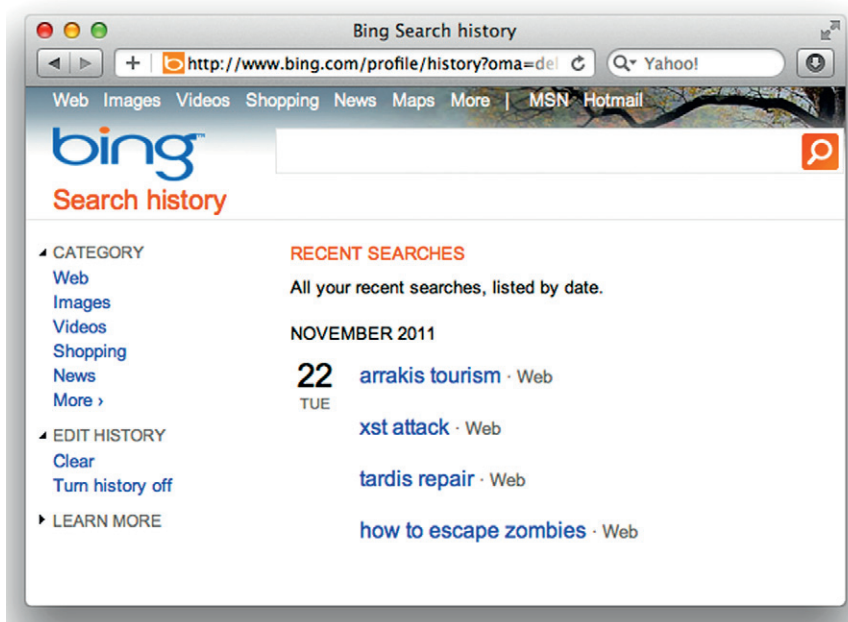 Bing Search history
http://www.bing.com/profile/history?oma=del Yahoo!
Web Images Videos Shopping News Maps More | MSN Hotmail
bing™
Search history
CATEGORY
Web
Images
Videos
Shopping
News
More ›
EDIT HISTORY
Clear
Turn history off
LEARN MORE
RECENT SEARCHES
All your recent searches, listed by date.
NOVEMBER 2011
22 arrakis tourism · Web
TUE
xst attack · Web
tardis repair · Web
how to escape zombies · Web